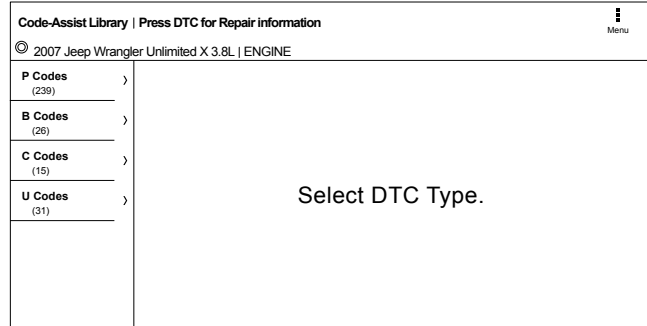 Code-Assist Library | Press DTC for Repair information
Menu
2007 Jeep Wrangler Unlimited X 3.8L | ENGINE
P Codes
(239)
B Codes
(26)
C Codes
(15)
U Codes
(31)
Select DTC Type.